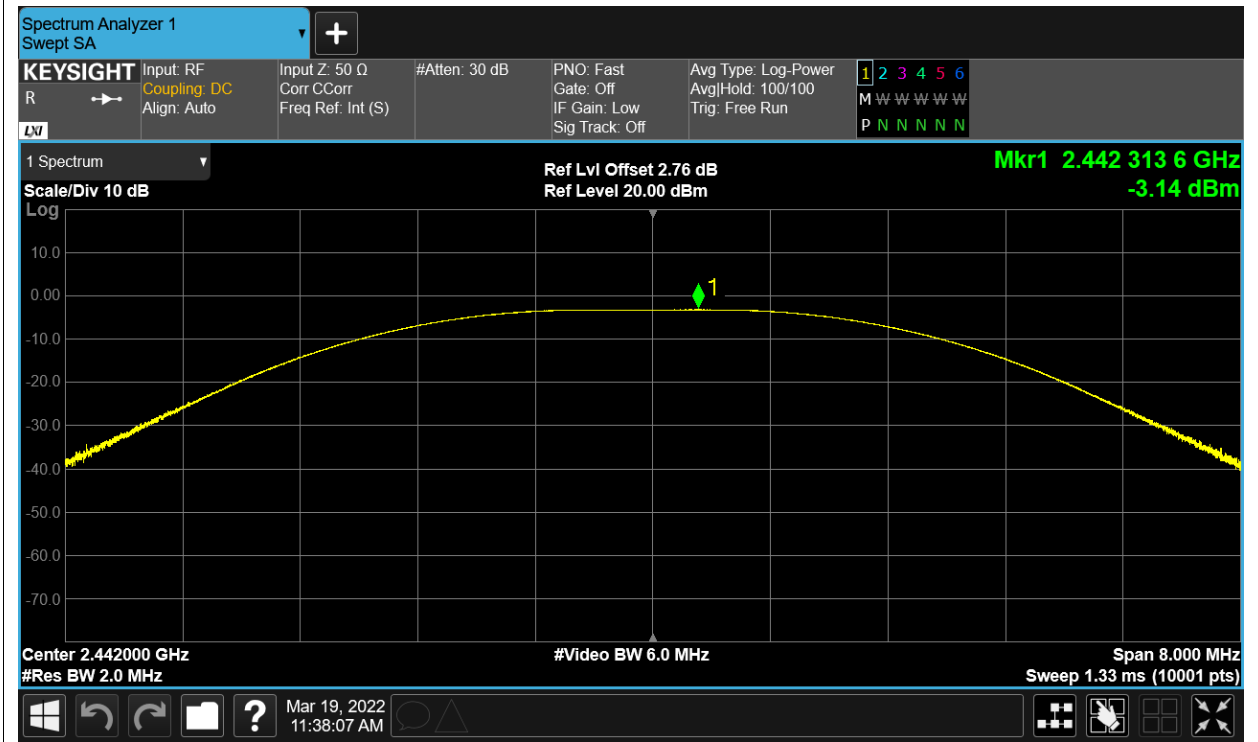 Spectrum Analyzer 1
Swept SA
KEYSIGHT
R
LXI
Input: RF
Coupling: DC
Align: Auto
Input Z: 50 Ω
Corr CCorr
Freq Ref: Int (S)
#Atten: 30 dB
PNO: Fast
Gate: Off
IF Gain: Low
Sig Track: Off
Avg Type: Log-Power
Avg|Hold: 100/100
Trig: Free Run
1 2 3 4 5 6
M W W W W W
P N N N N N
1 Spectrum
Scale/Div 10 dB
Ref Lvl Offset 2.76 dB
Ref Level 20.00 dBm
Mkr1 2.442 313 6 GHz
-3.14 dBm
Log
10.0
0.00
-10.0
-20.0
-30.0
-40.0
-50.0
-60.0
-70.0
1
Center 2.442000 GHz
#Res BW 2.0 MHz
#Video BW 6.0 MHz
Span 8.000 MHz
Sweep 1.33 ms (10001 pts)
?
Mar 19, 2022
11:38:07 AM